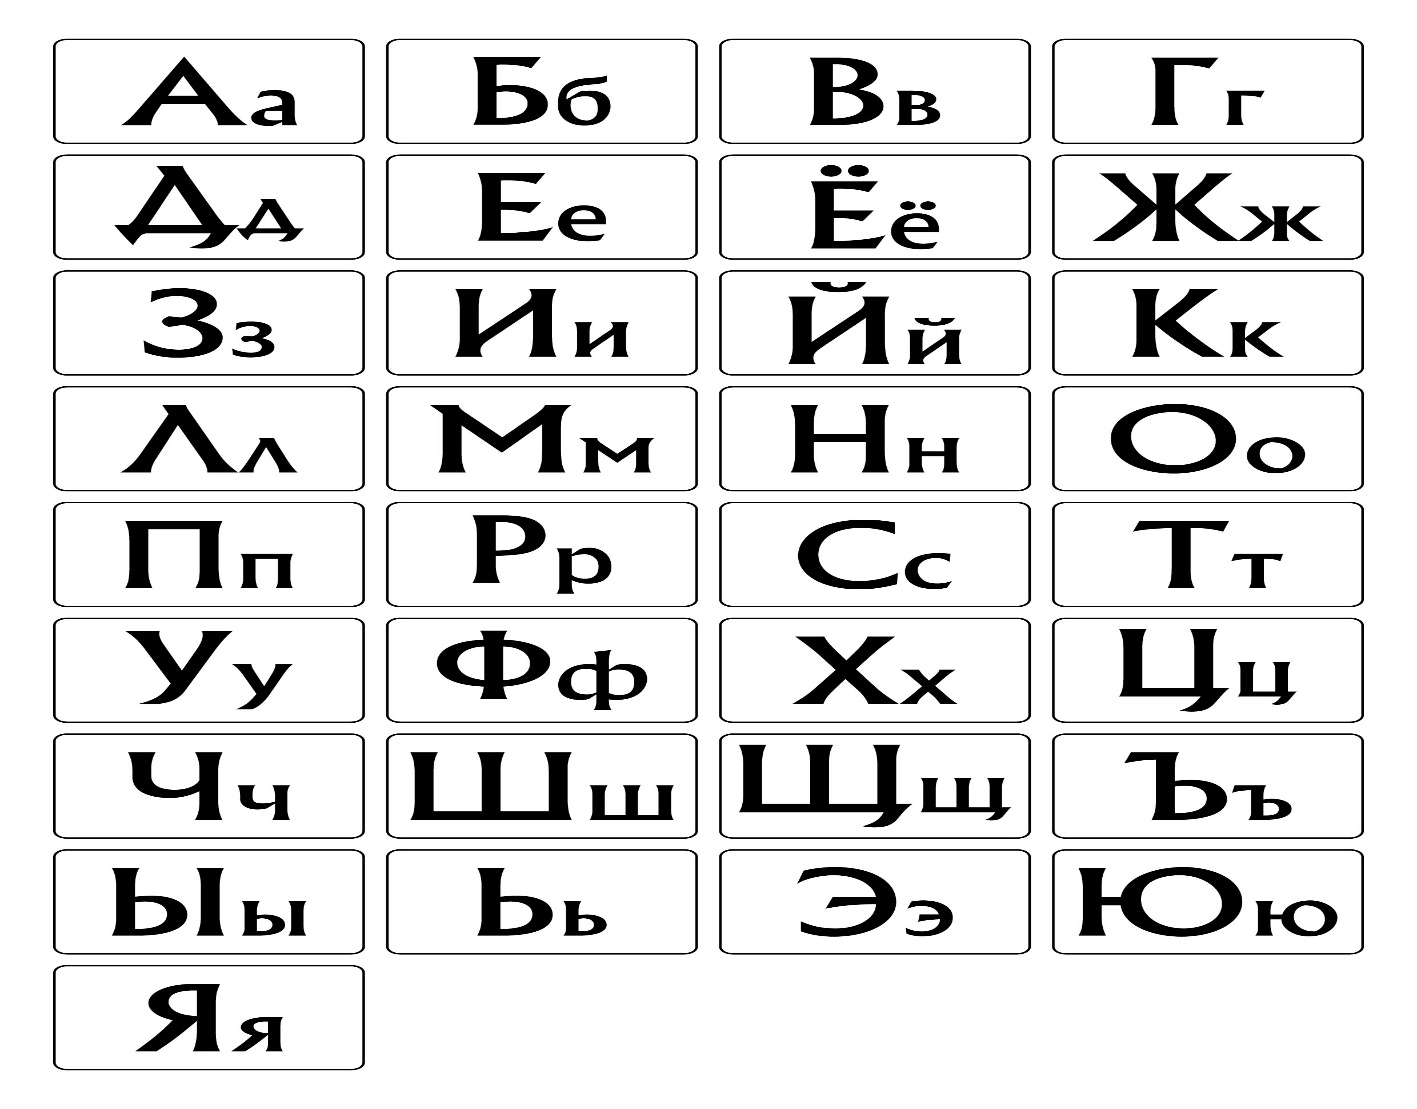 Аа Бб Вв Гг
Дд Ее Ёё Жж
Зз Ии Йй Кк
Лл Мм Нн Оо
Пп Рр Сс Тт
Уу Фф Хх Цц
Чч Шш Щщ Ъъ
Ыы Ьь Ээ Юю
Яя